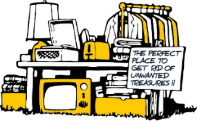 THE PERFECT
PLACE TO
GET RID OF
UNWANTED
TREASURES !!